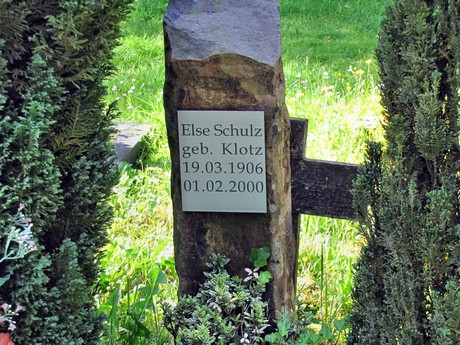 Else Schulz
geb. Klotz
19.03.1906
01.02.2000